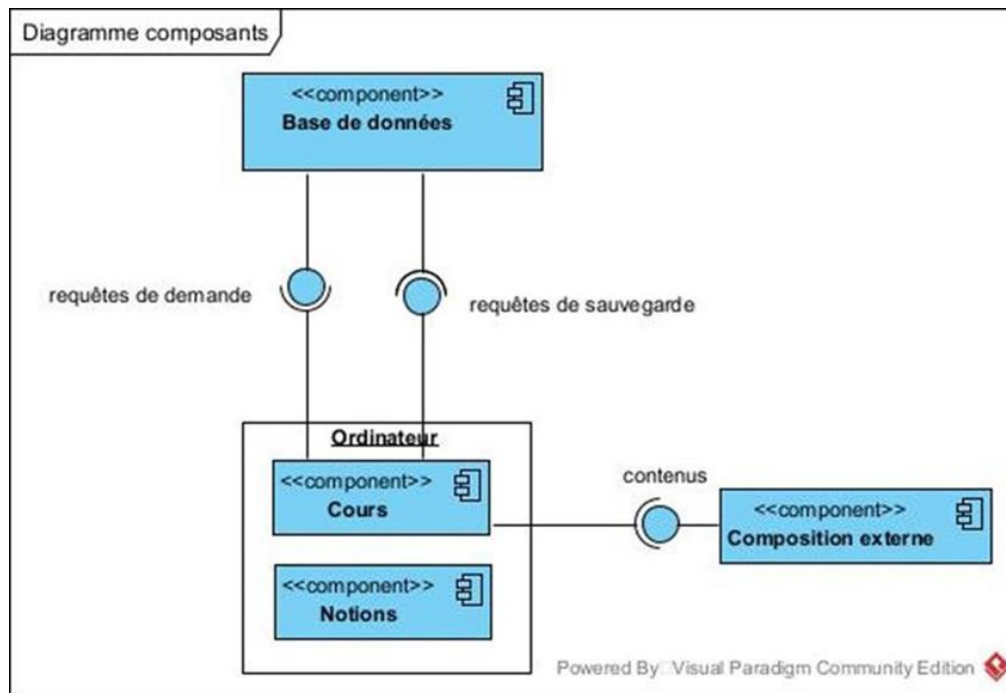 Diagramme composants
<<component>>
Base de données
requêtes de demande
requêtes de sauvegarde
Ordinateur
<<component>>
Cours
contenus
<<component>>
Composition externe
<<component>>
Notions
Powered By Visual Paradigm Community Edition